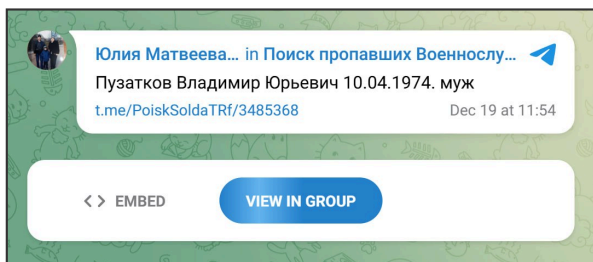 Юлия Матвеева... in Поиск пропавших Военнослу...
Пузатков Владимир Юрьевич 10.04.1974. муж
t.me/PoiskSoldaTRf/3485368 Dec 19 at 11:54
<> EMBED VIEW IN GROUP